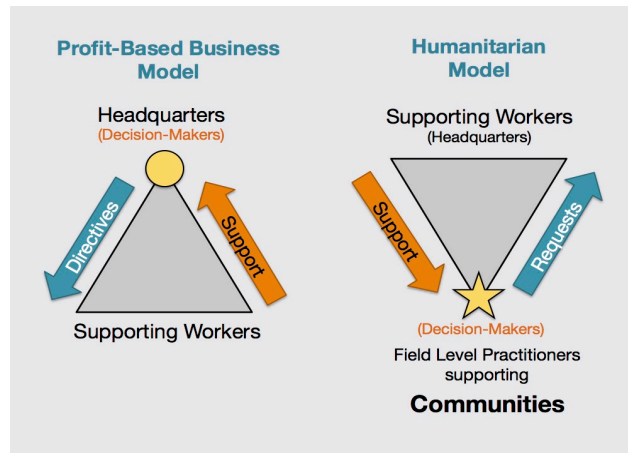 Profit-Based Business
Model
Headquarters
(Decision-Makers)
Directives
Support
Supporting Workers
Humanitarian
Model
Supporting Workers
(Headquarters)
Support
Requests
(Decision-Makers)
Field Level Practitioners
supporting
Communities